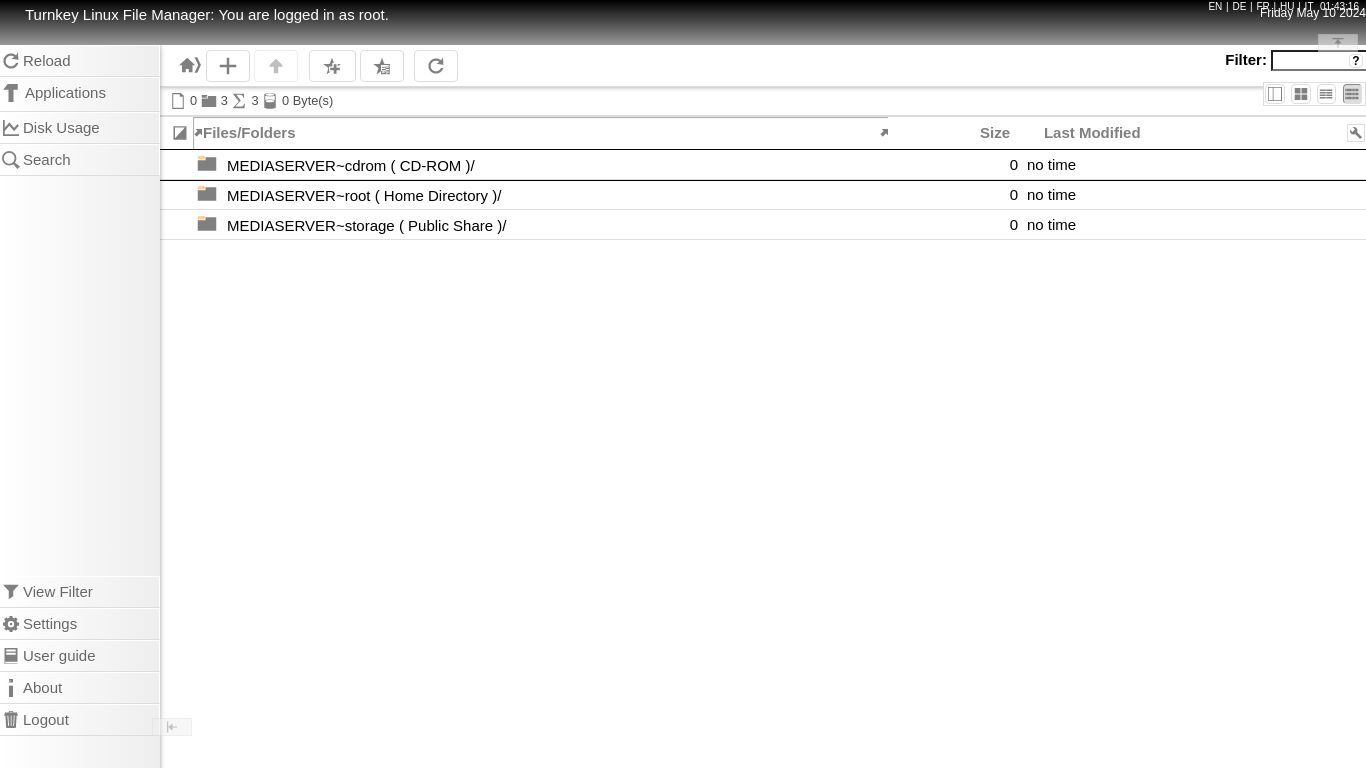 Turnkey Linux File Manager: You are logged in as root.
EN | DE | FR | HU | IT 01:43:16
Friday May 10 2024
Reload
Applications
Disk Usage
Search
Filter:
?
0 3 3 0 Byte(s)
Files/Folders Size Last Modified
MEDIASERVER~cdrom ( CD-ROM )/ 0 no time
MEDIASERVER~root ( Home Directory )/ 0 no time
MEDIASERVER~storage ( Public Share )/ 0 no time
View Filter
Settings
User guide
About
Logout